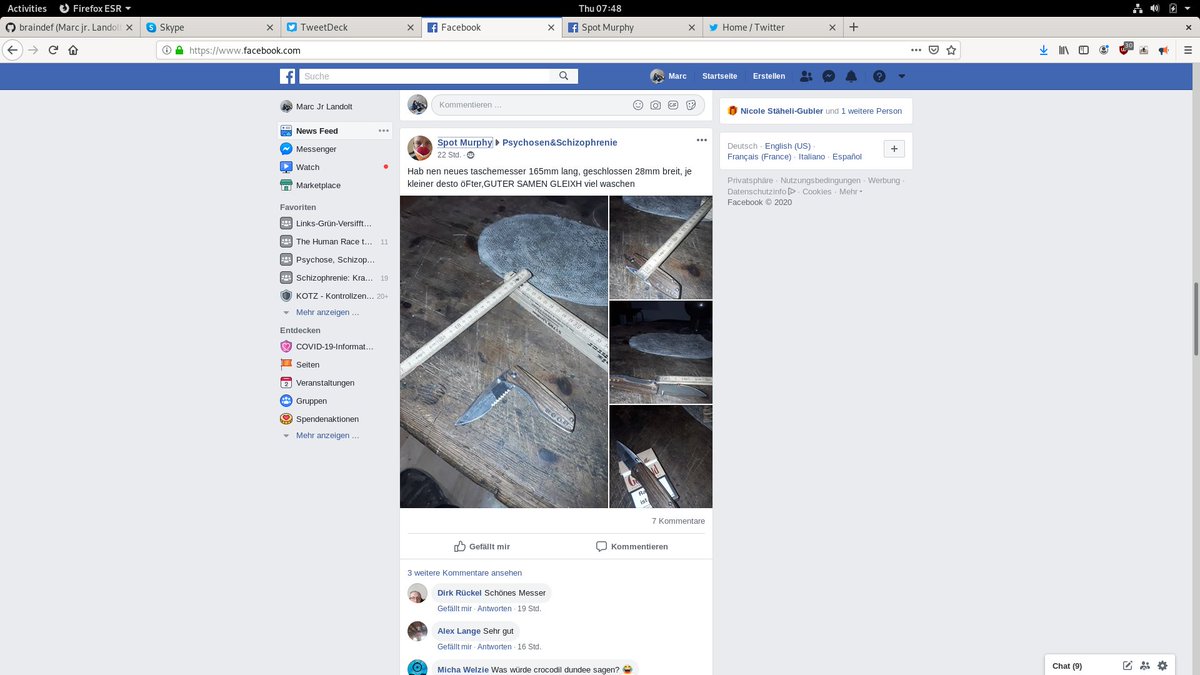 Activities
Firefox ESR
Thu 07:48
braindef (Marc jr. Landol
Skype
TweetDeck
Facebook
Spot Murphy
Home / Twitter
https://www.facebook.com
Suche
Marc
Startseite
Erstellen
Marc Jr Landolt
News Feed
Messenger
Watch
Marketplace
Favoriten
Links-Grün-Versifft…
The Human Race t… 11
Psychose, Schizop…
Schizophrenie: Kra… 19
KOTZ - Kontrolizen… 20+
Mehr anzeigen …
Entdecken
COVID-19-Informat…
Seiten
Veranstaltungen
Gruppen
Spendenaktionen
Mehr anzeigen …
Kommentieren ...
Spot Murphy Psychosen&Schizophrenie
22 Std. ·
Hab nen neues taschemesser 165mm lang, geschlossen 28mm breit, je
kleiner desto öFter,GUTER SAMEN GLEIXH viel waschen
7 Kommentare
Gefällt mir
Kommentieren
3 weitere Kommentare ansehen
Dirk Rückel Schönes Messer
Gefällt mir · Antworten · 19 Std.
Alex Lange Sehr gut
Gefällt mir · Antworten · 16 Std.
Micha Welzie Was würde crocodil dundee sagen? 😂
Nicole Stäheli-Gubler und 1 weitere Person
Deutsch · English (US) ·
Français (France) · Italiano · Español
Privatsphäre · Nutzungsbedingungen · Werbung ·
Datenschutzinfo · Cookies · Mehr
Facebook © 2020
Chat (9)